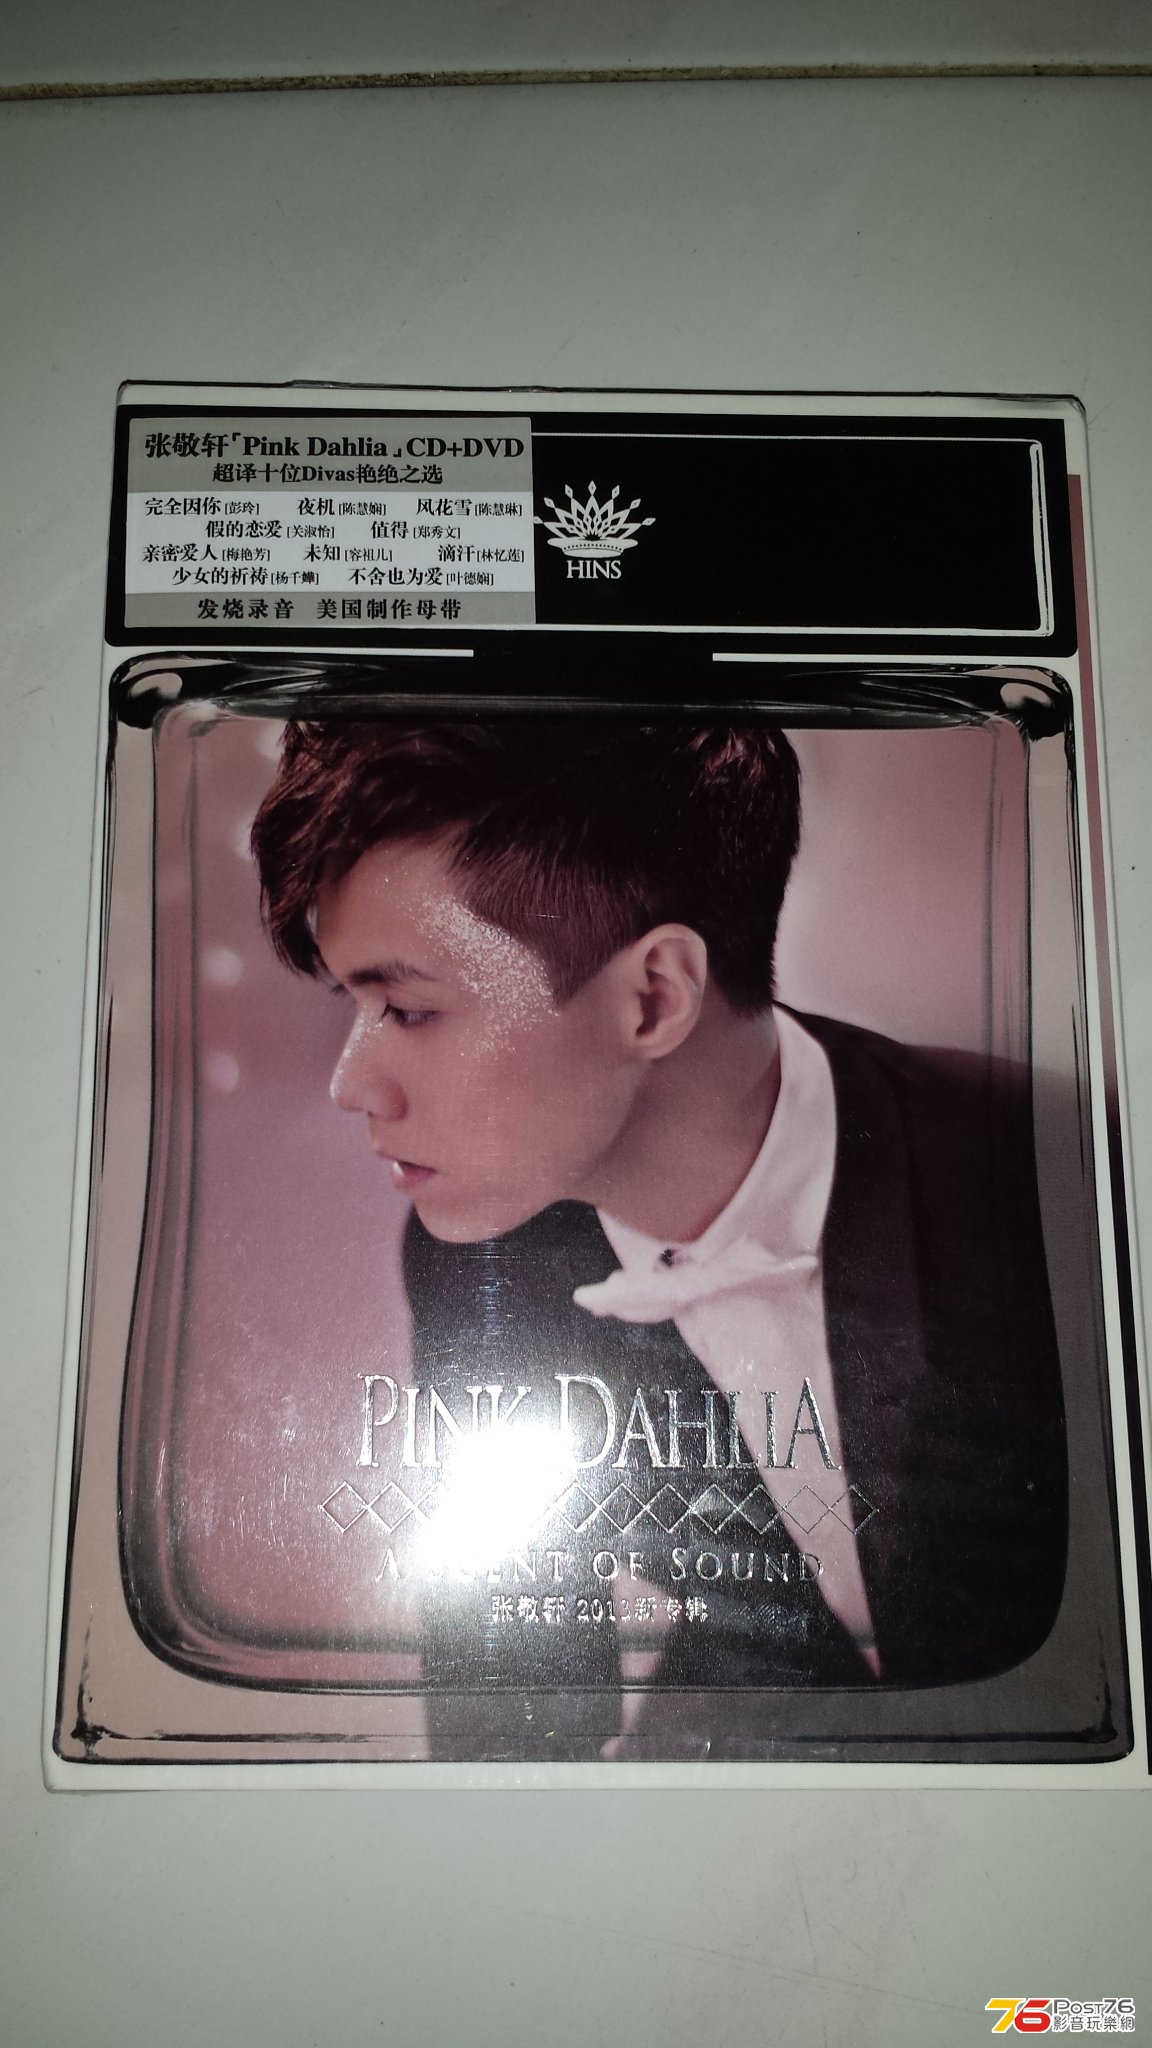 张敬轩「Pink Dahlia」CD+DVD
超译十位Divas艳绝之选
完全因你 [彭玲] 夜机 [陈慧娴] 风花雪 [陈慧琳]
假的恋爱 [关淑怡] 值得 [郑秀文]
亲密爱人 [梅艳芳] 未知 [容祖儿] 滴汗 [林忆莲]
少女的祈祷 [杨千嬅] 不舍也为爱 [叶德娴]
发烧录音 美国制作母带
HINS
PINK DAHLIA
A SCENT OF SOUND
张敬轩 2013新专辑
76 POST76
影音玩樂網